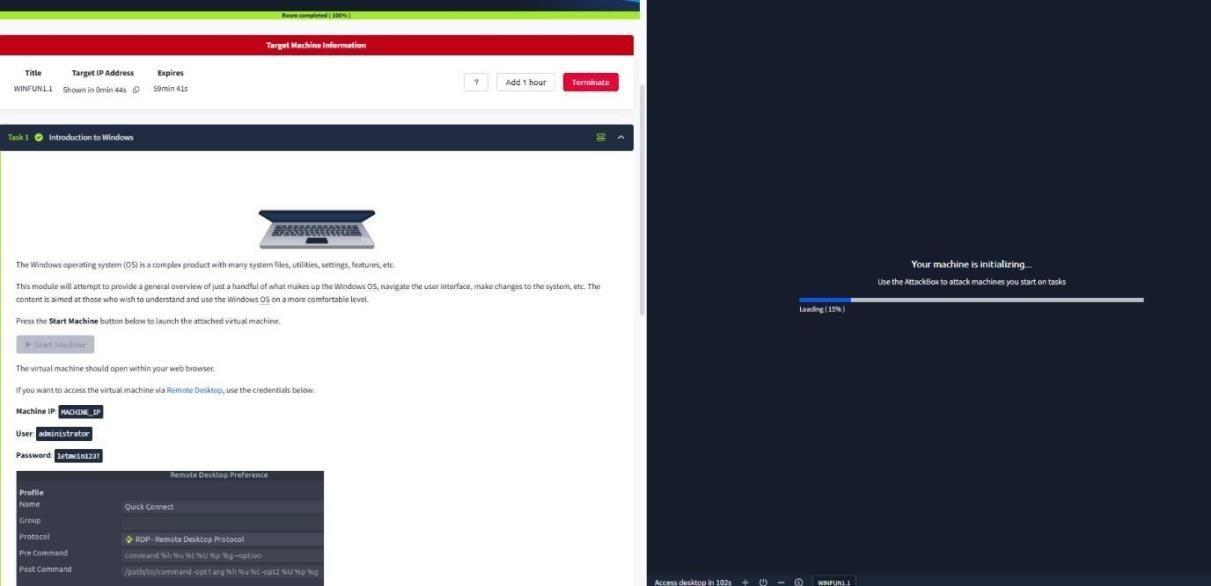 Room completed ( 100% )
Target Machine Information
Title Target IP Address Expires
WINFUN1.1 Shown in 0min 44s 59min 41s
? Add 1 hour Terminate
Task 1 Introduction to Windows
The Windows operating system (OS) is a complex product with many system files, utilities, settings, features, etc.
This module will attempt to provide a general overview of just a handful of what makes up the Windows OS, navigate the user interface, make changes to the system, etc. The
content is aimed at those who wish to understand and use the Windows OS on a more comfortable level.
Press the Start Machine button below to launch the attached virtual machine.
Start Machine
The virtual machine should open within your web browser.
If you want to access the virtual machine via Remote Desktop, use the credentials below.
Machine IP: MACHINE_IP
User: administrator
Password: letmein123!
Remote Desktop Preference
Profile
Name Quick Connect
Group
Protocol RDP - Remote Desktop Protocol
Pre Command command %h %u %t %U %p %g --option
Post Command /path/to/command -opt1 arg %h %u %t -opt2 %U %p %g
Your machine is initializing...
Use the AttackBox to attack machines you start on tasks
Loading ( 15% )
Access desktop in 102s WINFUN1.1